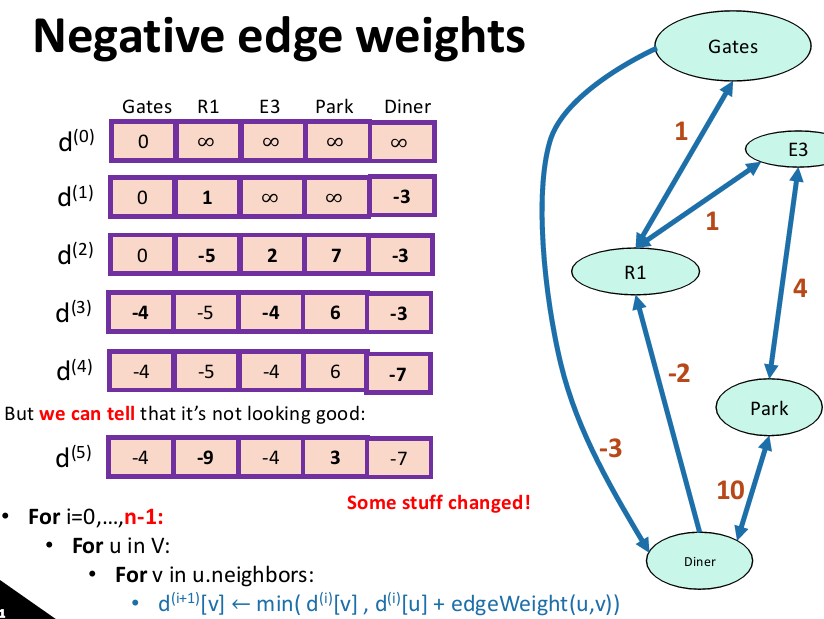 Negative edge weights
Gates R1 E3 Park Diner
d(0) 0 ∞ ∞ ∞ ∞
d(1) 0 1 ∞ ∞ -3
d(2) 0 -5 2 7 -3
d(3) -4 -5 -4 6 -3
d(4) -4 -5 -4 6 -7
But we can tell that it's not looking good:
d(5) -4 -9 -4 3 -7
Some stuff changed!
• For i=0,...,n-1:
• For u in V:
• For v in u.neighbors:
• d(i+1)[v] ← min( d(i)[v] , d(i)[u] + edgeWeight(u,v))
1
Gates
1
E3
1
R1
4
-2
Park
-3
10
Diner